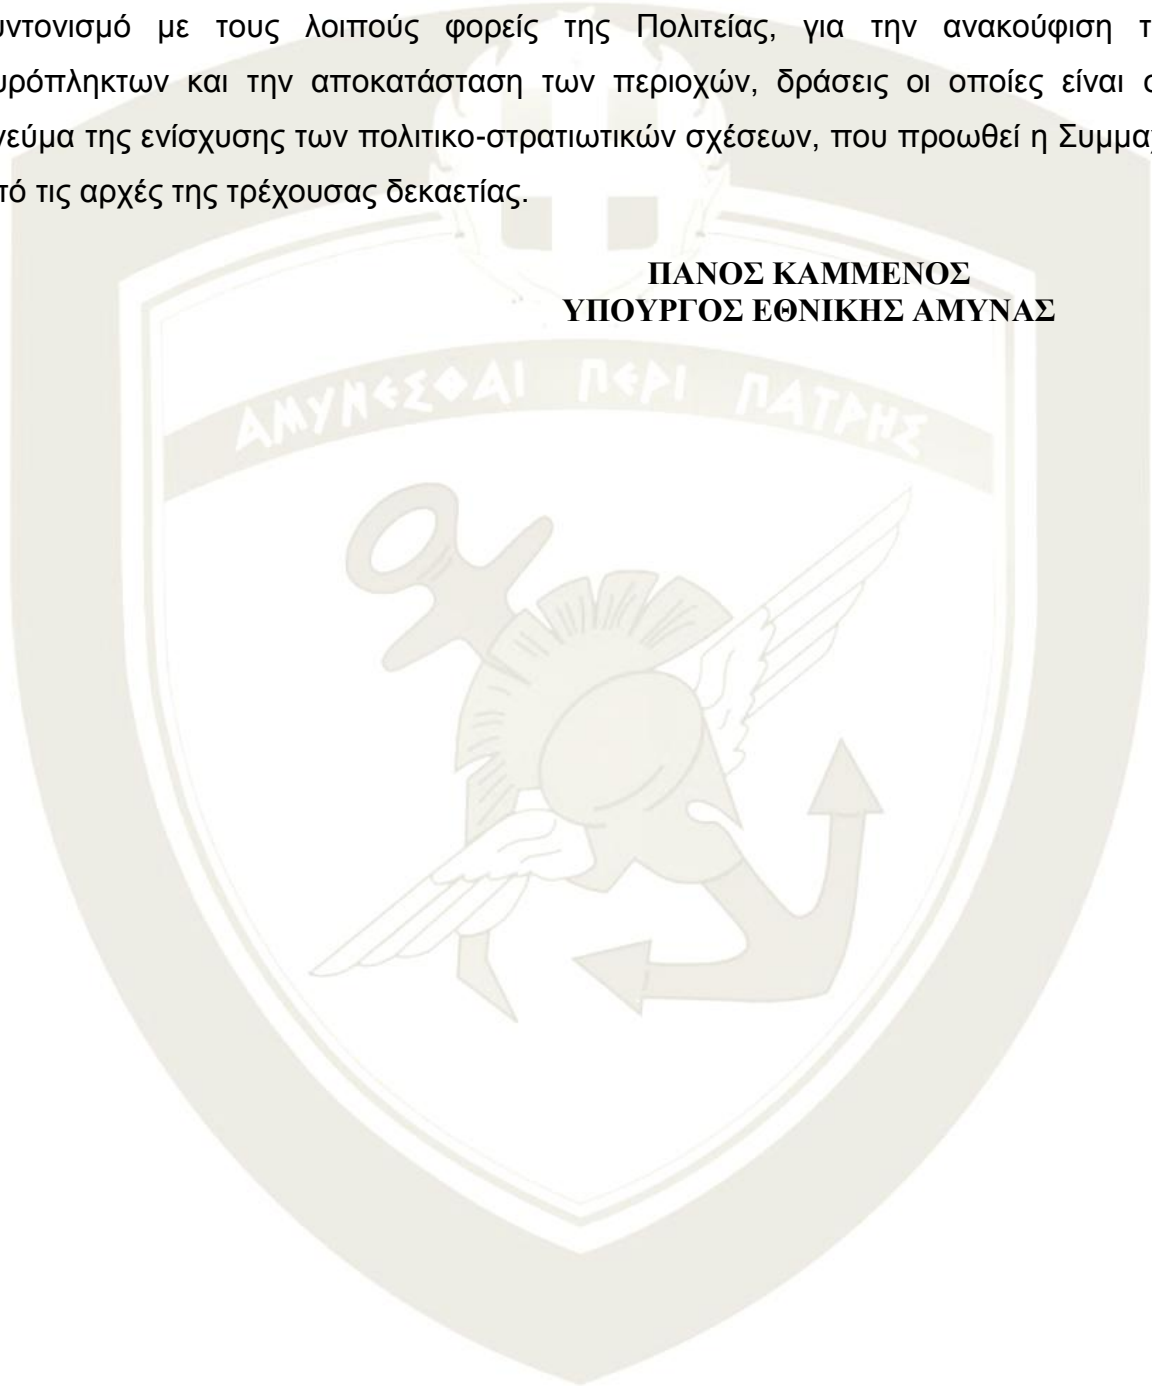 υντονισμό με τους λοιπούς φορείς της Πολιτείας, για την ανακούφιση τ
υρόπληκτων και την αποκατάσταση των περιοχών, δράσεις οι οποίες είναι σ
νεύμα της ενίσχυσης των πολιτικο-στρατιωτικών σχέσεων, που προωθεί η Συμμαχ
πό τις αρχές της τρέχουσας δεκαετίας.
ΠΑΝΟΣ ΚΑΜΜΕΝΟΣ
ΥΠΟΥΡΓΟΣ ΕΘΝΙΚΗΣ ΑΜΥΝΑΣ
ΑΜΥΝΕΣΘΑΙ ΠΕΡΙ ΠΑΤΡΗΣ